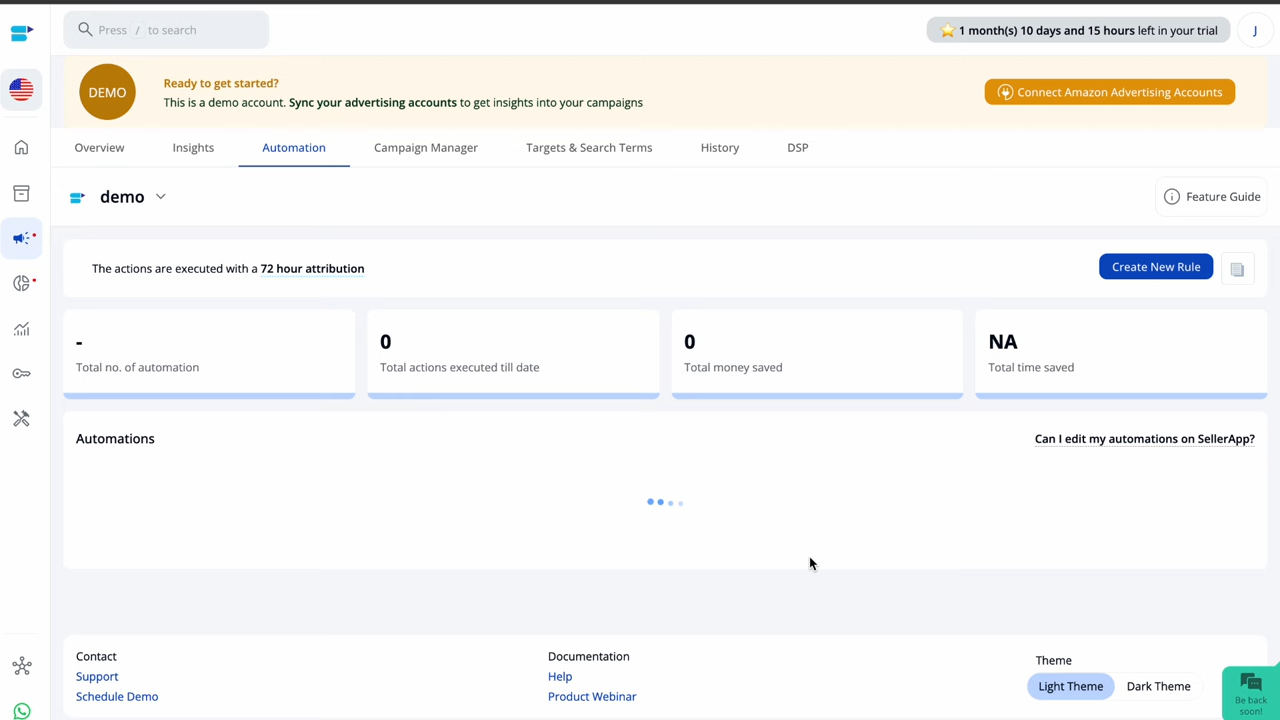 Press / to search
1 month(s) 10 days and 15 hours left in your trial
J
DEMO
Ready to get started?
This is a demo account. Sync your advertising accounts to get insights into your campaigns
Connect Amazon Advertising Accounts
Overview
Insights
Automation
Campaign Manager
Targets & Search Terms
History
DSP
demo
Feature Guide
The actions are executed with a 72 hour attribution
Create New Rule
-
Total no. of automation
0
Total actions executed till date
0
Total money saved
NA
Total time saved
Automations
Can I edit my automations on SellerApp?
Contact
Support
Schedule Demo
Documentation
Help
Product Webinar
Theme
Light Theme
Dark Theme
Be back
soon!